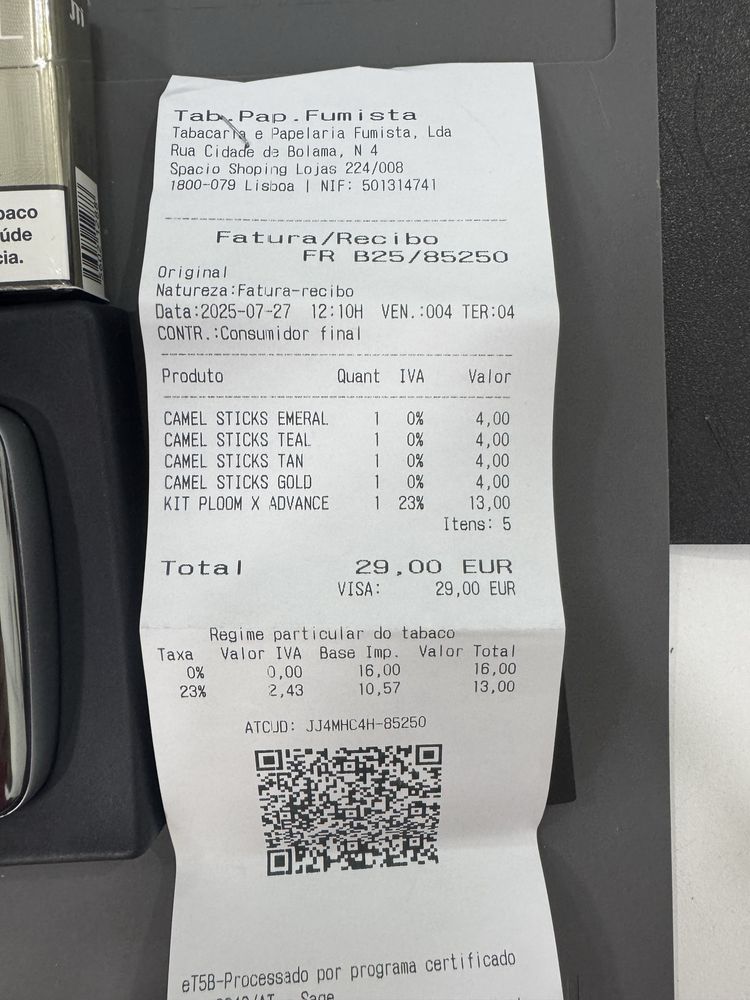 JTI
L
baco
úde
cia.
Tab.Pap.Fumista
Tabacaria e Papelaria Fumista, Lda
Rua Cidade de Bolama, N 4
Spacio Shoping Lojas 224/008
1800-079 Lisboa | NIF: 501314741
Fatura/Recibo
FR B25/85250
Original
Natureza:Fatura-recibo
Data:2025-07-27 12:10H VEN.:004 TER:04
CONTR.:Consumidor final
Produto Quant IVA Valor
CAMEL STICKS EMERAL 1 0% 4,00
CAMEL STICKS TEAL 1 0% 4,00
CAMEL STICKS TAN 1 0% 4,00
CAMEL STICKS GOLD 1 0% 4,00
KIT PLOOM X ADVANCE 1 23% 13,00
Itens: 5
Total 29,00 EUR
VISA: 29,00 EUR
Regime particular do tabaco
Taxa Valor IVA Base Imp. Valor Total
0% 0,00 16,00 16,00
23% 2,43 10,57 13,00
ATCUD: JJ4MHC4H-85250
eT5B-Processado por programa certificado
/AT - Sage